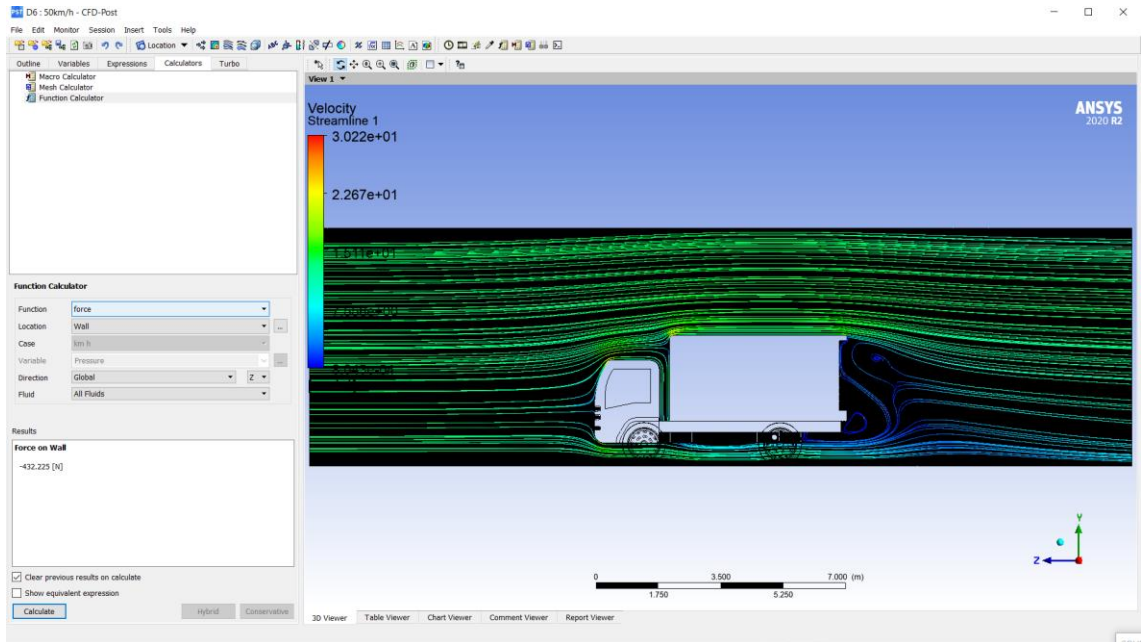 D6 : 50km/h - CFD-Post
File Edit Monitor Session Insert Tools Help
Location
Outline Variables Expressions Calculators Turbo
Macro Calculator
Mesh Calculator
Function Calculator
View 1
Velocity
Streamline 1
3.022e+01
2.267e+01
1.511e+01
ANSYS
2020 R2
Function Calculator
Function force
Location Wall
Case km h
Variable Pressure
Direction Global Z
Fluid All Fluids
Results
Force on Wall
-432.225 [N]
Y
Z
0 3.500 7.000 (m)
1.750 5.250
Clear previous results on calculate
Show equivalent expression
Calculate Hybrid Conservative
3D Viewer Table Viewer Chart Viewer Comment Viewer Report Viewer